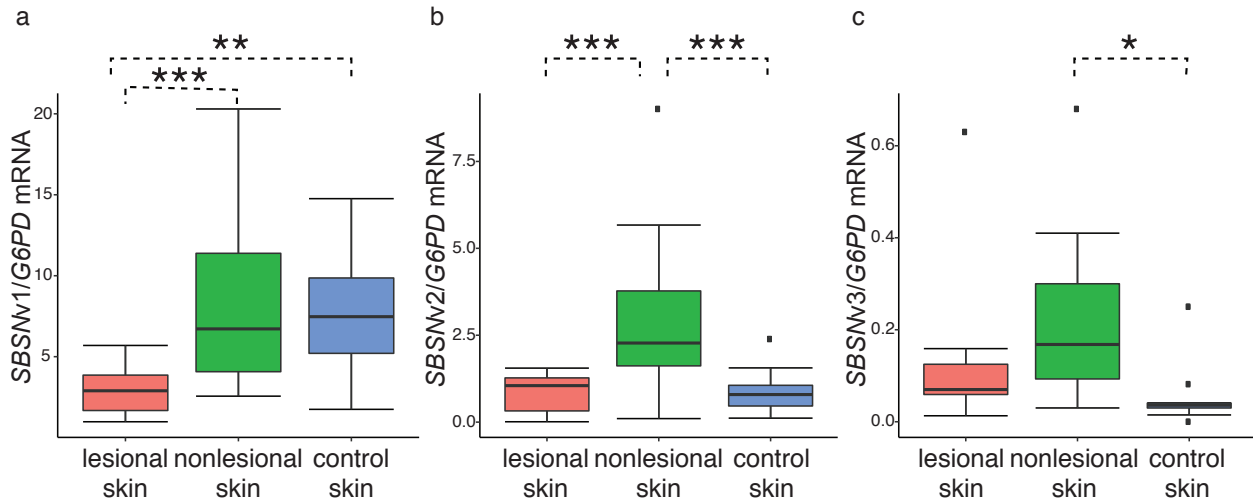 a
**
***
SBSNv1/G6PD mRNA
20
15
10
5
lesional skin
nonlesional skin
control skin
b
***
***
SBSNv2/G6PD mRNA
7.5
5.0
2.5
0.0
lesional skin
nonlesional skin
control skin
c
*
SBSNv3/G6PD mRNA
0.6
0.4
0.2
0.0
lesional skin
nonlesional skin
control skin